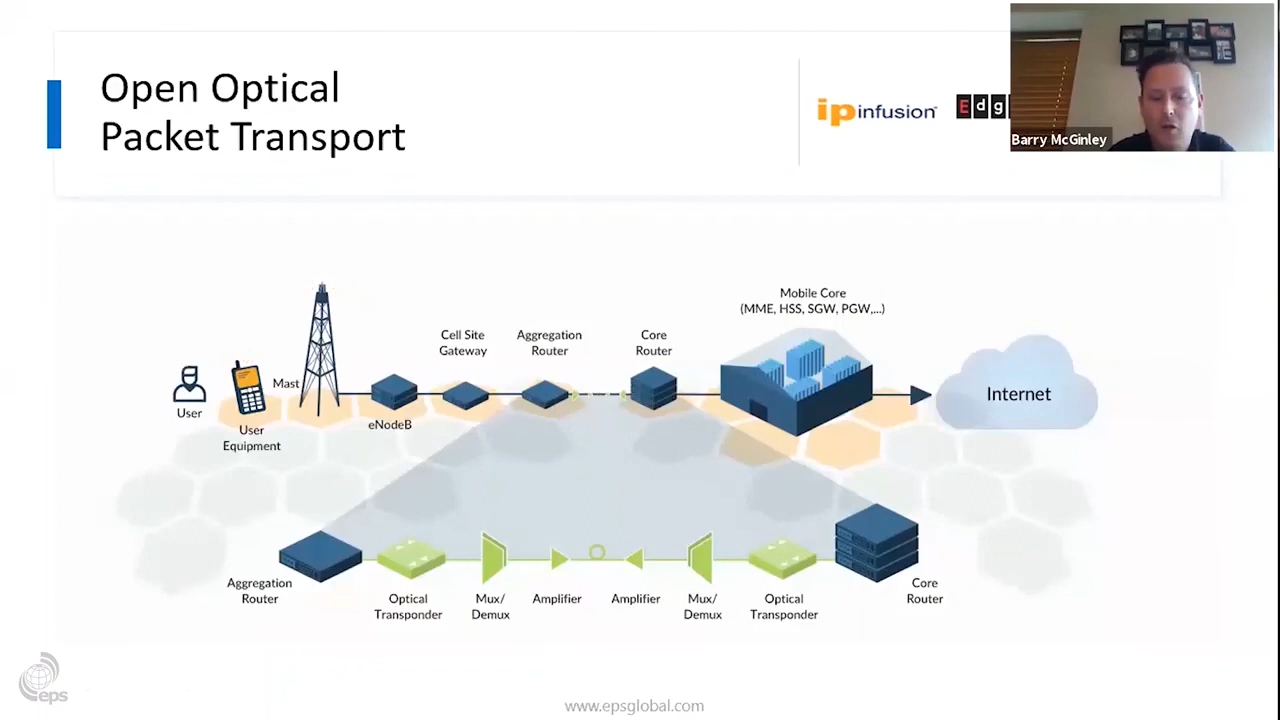 Open Optical
Packet Transport
ipinfusion
Edg
Barry McGinley
Mobile Core
(MME, HSS, SGW, PGW,...)
Cell Site
Gateway
Aggregation
Router
Core
Router
Mast
Internet
User
User
Equipment
eNodeB
Aggregation
Router
Optical
Transponder
Mux/
Demux
Amplifier
Amplifier
Mux/
Demux
Optical
Transponder
Core
Router
eps
www.epsglobal.com